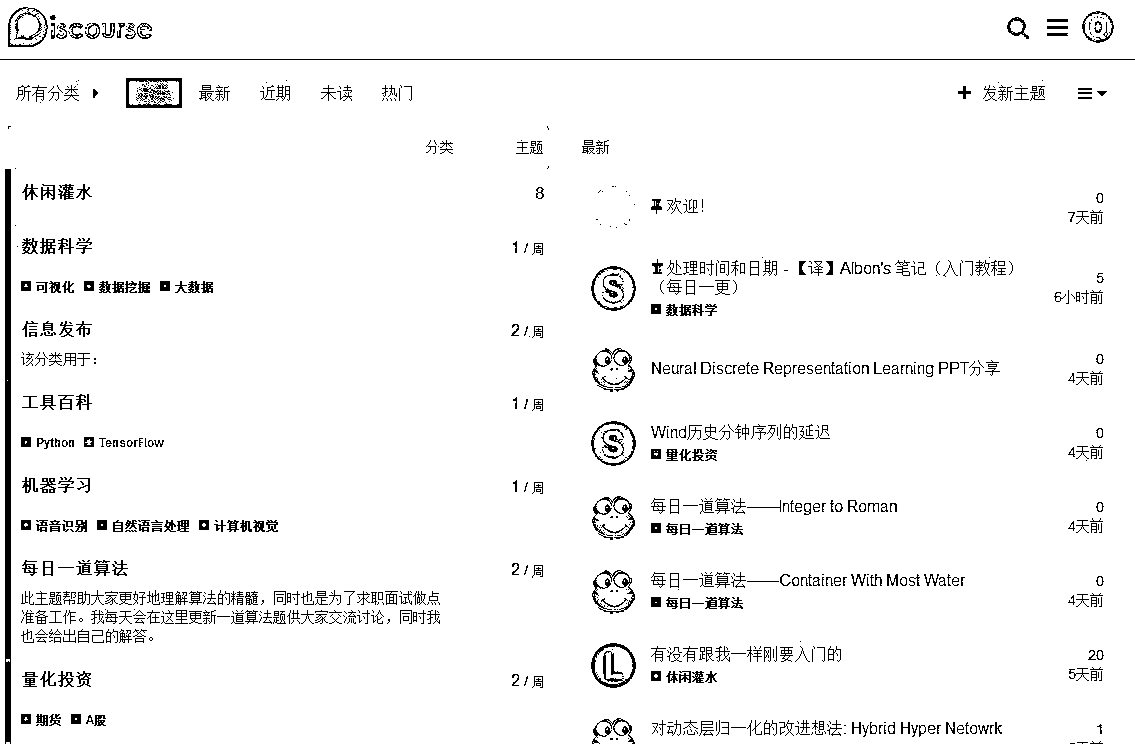 Discourse
所有分类 最新 近期 未读 热门 + 发新主题
分类 主题
休闲灌水 8
数据科学 1 / 周
可视化 数据挖掘 大数据
信息发布 2 / 周
该分类用于：
工具百科 1 / 周
Python TensorFlow
机器学习 1 / 周
语音识别 自然语言处理 计算机视觉
每日一道算法 2 / 周
此主题帮助大家更好地理解算法的精髓，同时也是为了求职面试做点
准备工作。我每天会在这里更新一道算法题供大家交流讨论，同时我
也会给出自己的解答。
量化投资 2 / 周
期货 A股
最新
欢迎！ 0
7天前
S
处理时间和日期 - 【译】Albon's 笔记（入门教程）
（每日一更） 5
数据科学 6小时前
Neural Discrete Representation Learning PPT分享 0
4天前
S
Wind历史分钟序列的延迟 0
量化投资 4天前
每日一道算法——Integer to Roman 0
每日一道算法 4天前
每日一道算法——Container With Most Water 0
每日一道算法 4天前
L
有没有跟我一样刚要入门的 20
休闲灌水 5天前
对动态层归一化的改进想法: Hybrid Hyper Netowrk 1